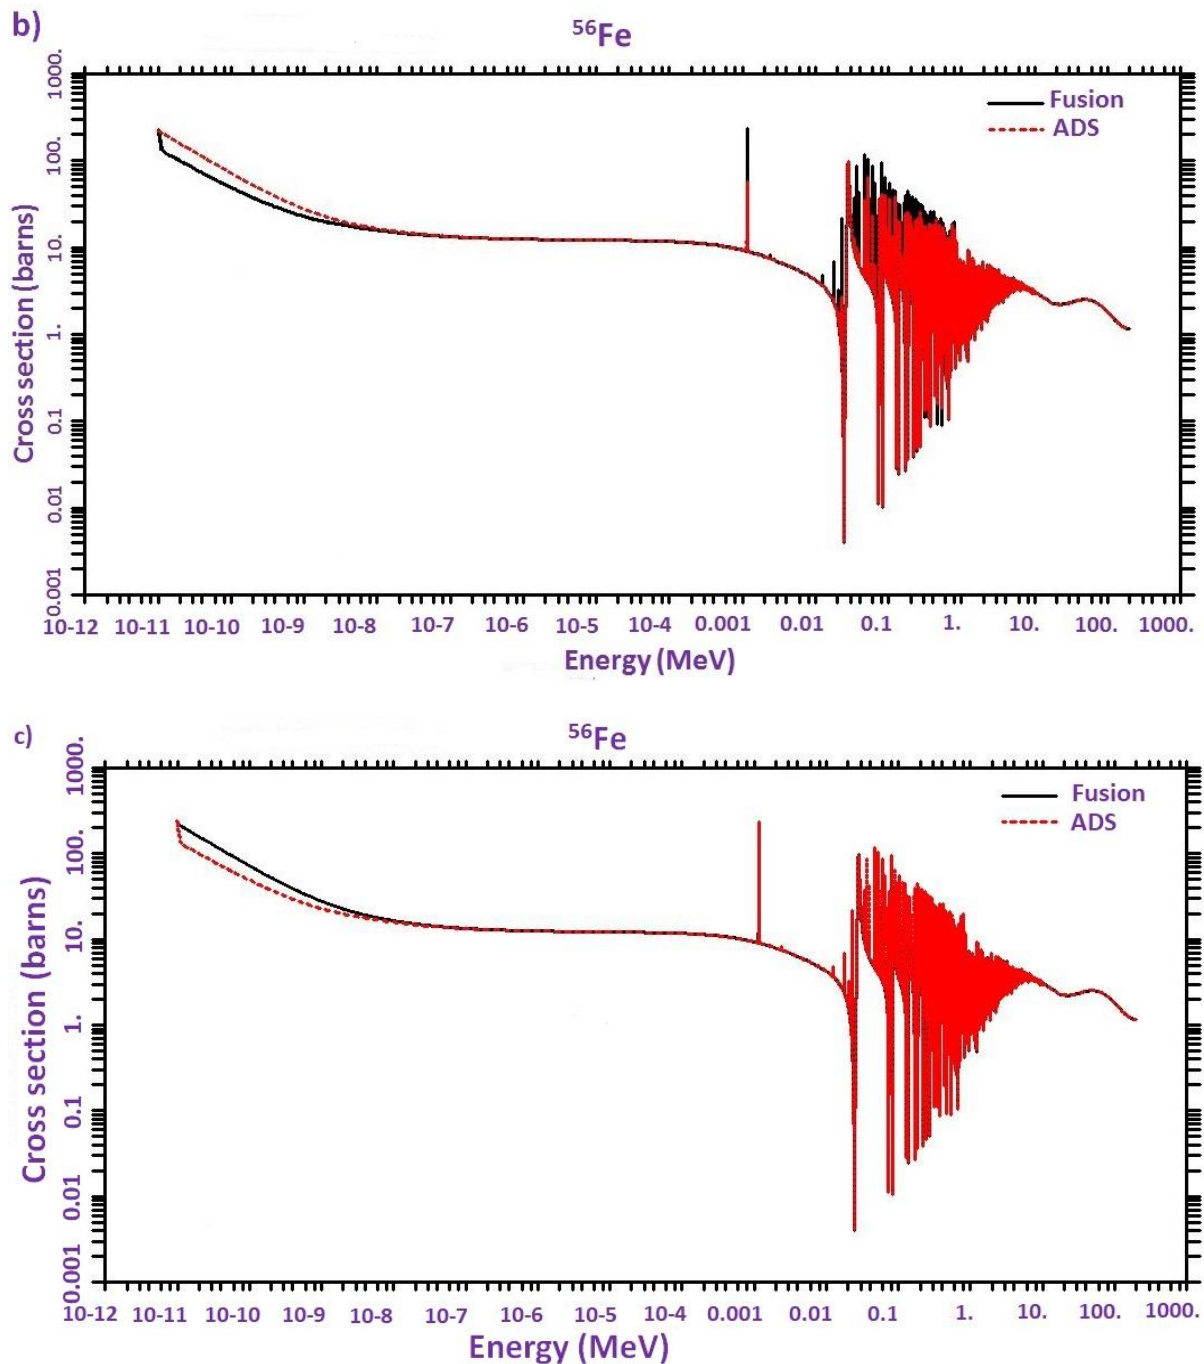 b)
⁵⁶Fe
Fusion
ADS
Cross section (barns)
1000.
100.
10.
1.
0.1
0.01
0.001
10-12 10-11 10-10 10-9 10-8 10-7 10-6 10-5 10-4 0.001 0.01 0.1 1. 10. 100. 1000.
Energy (MeV)
c)
⁵⁶Fe
Fusion
ADS
Cross section (barns)
1000.
100.
10.
1.
0.1
0.01
0.001
10-12 10-11 10-10 10-9 10-8 10-7 10-6 10-5 10-4 0.001 0.01 0.1 1. 10. 100. 1000.
Energy (MeV)